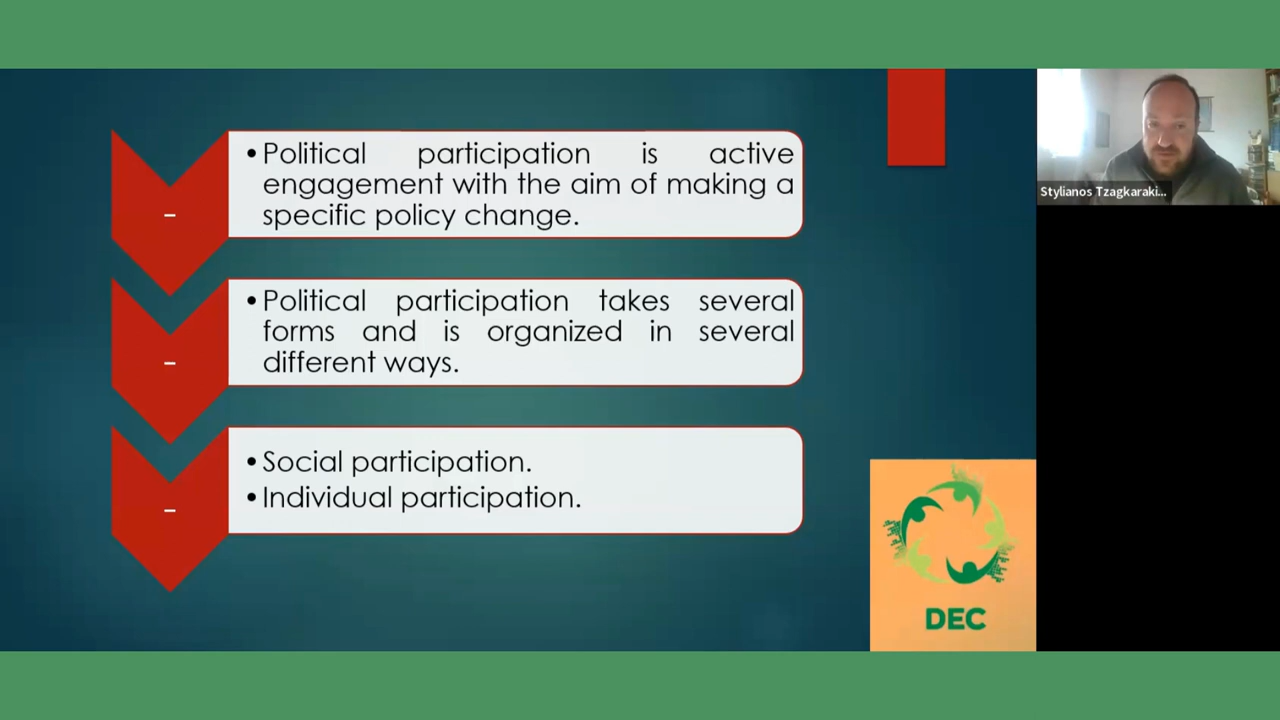 • Political participation is active
engagement with the aim of making a
specific policy change.
• Political participation takes several
forms and is organized in several
different ways.
• Social participation.
• Individual participation.
Stylianos Tzagkaraki...
DEC